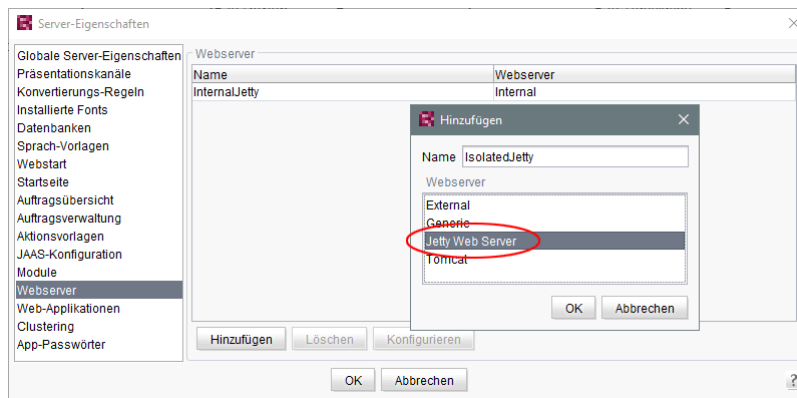 Server-Eigenschaften
Globale Server-Eigenschaften
Präsentationskanäle
Konvertierungs-Regeln
Installierte Fonts
Datenbanken
Sprach-Vorlagen
Webstart
Startseite
Auftragsübersicht
Auftragsverwaltung
Aktionsvorlagen
JAAS-Konfiguration
Module
Webserver
Web-Applikationen
Clustering
App-Passwörter
Webserver
Name Webserver
InternalJetty Internal
Hinzufügen
Name IsolatedJetty
Webserver
External
Generic
Jetty Web Server
Tomcat
OK Abbrechen
Hinzufügen Löschen Konfigurieren
OK Abbrechen ?